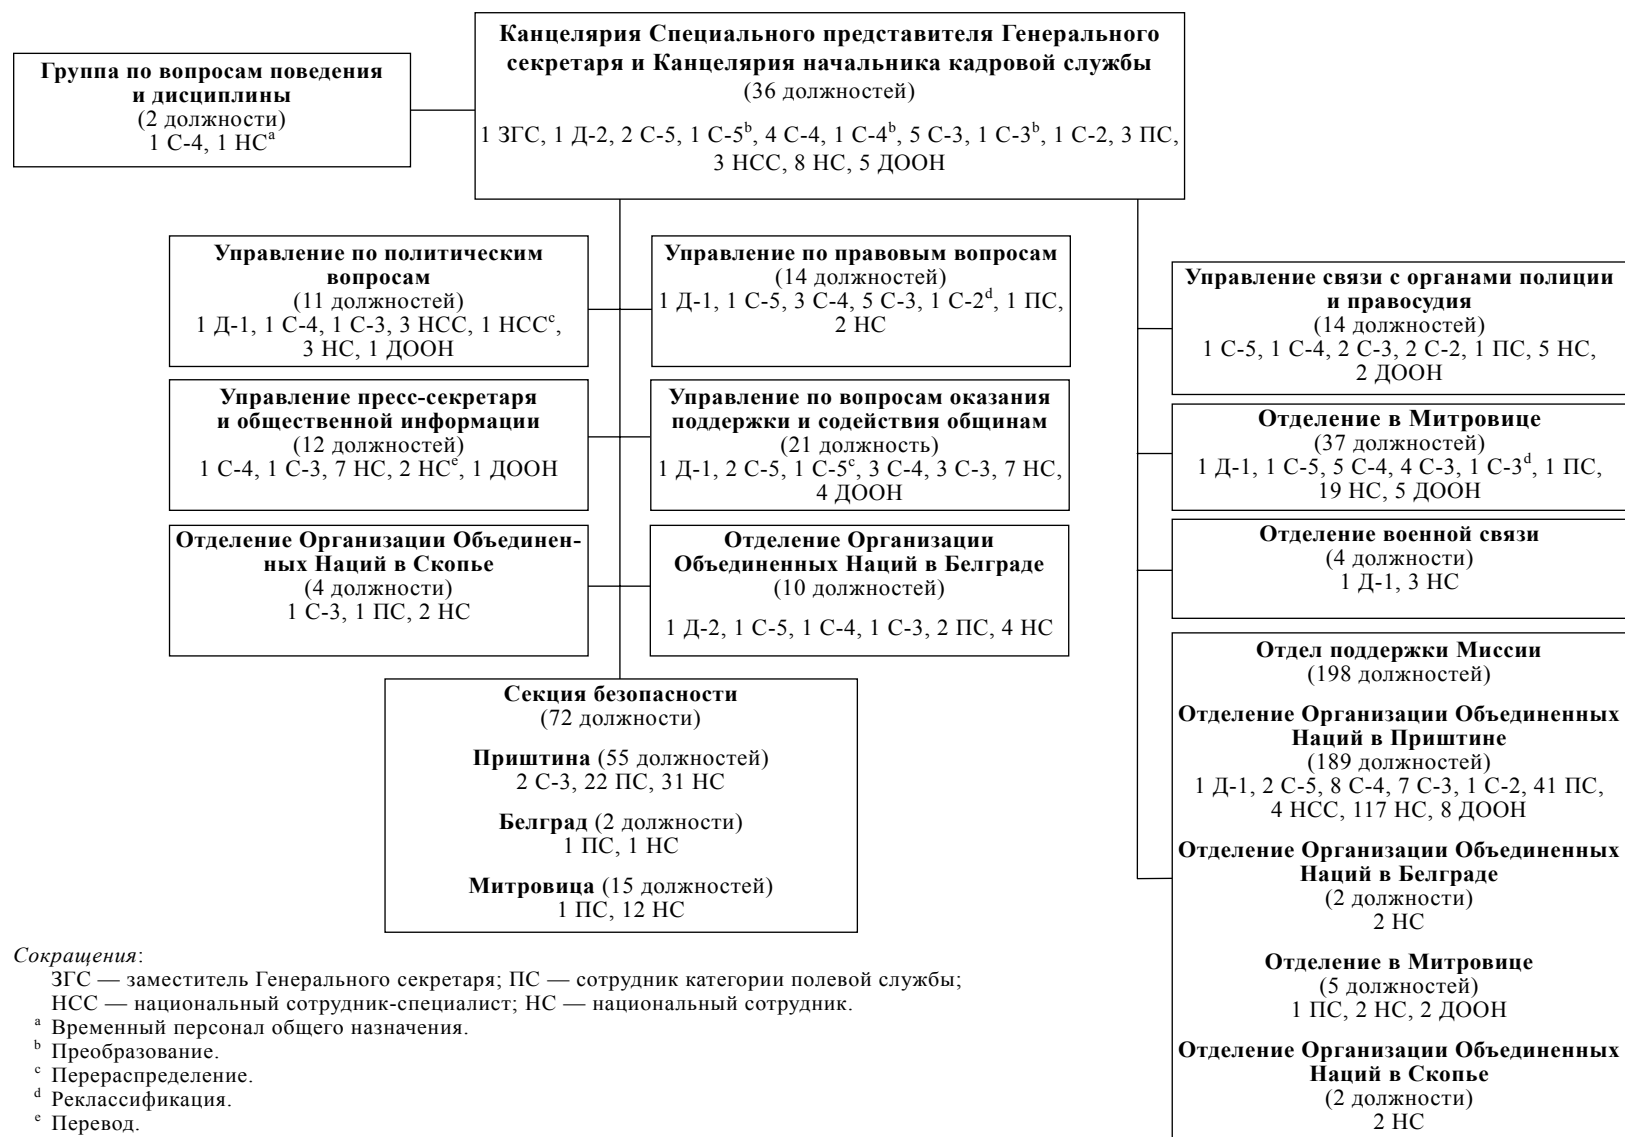 Канцелярия Специального представителя Генерального
секретаря и Канцелярия начальника кадровой службы
(36 должностей)
1 ЗГС, 1 Д-2, 2 С-5, 1 С-5ᵇ, 4 С-4, 1 С-4ᵇ, 5 С-3, 1 С-3ᵇ, 1 С-2, 3 ПС,
3 НСС, 8 НС, 5 ДООН
Группа по вопросам поведения
и дисциплины
(2 должности)
1 С-4, 1 НСᵃ
Управление по политическим
вопросам
(11 должностей)
1 Д-1, 1 С-4, 1 С-3, 3 НСС, 1 НССᶜ,
3 НС, 1 ДООН
Управление по правовым вопросам
(14 должностей)
1 Д-1, 1 С-5, 3 С-4, 5 С-3, 1 С-2ᵈ, 1 ПС,
2 НС
Управление пресс-секретаря
и общественной информации
(12 должностей)
1 С-4, 1 С-3, 7 НС, 2 НСᵉ, 1 ДООН
Управление по вопросам оказания
поддержки и содействия общинам
(21 должность)
1 Д-1, 2 С-5, 1 С-5ᶜ, 3 С-4, 3 С-3, 7 НС,
4 ДООН
Отделение Организации Объединен-
ных Наций в Скопье
(4 должности)
1 С-3, 1 ПС, 2 НС
Отделение Организации
Объединенных Наций в Белграде
(10 должностей)
1 Д-2, 1 С-5, 1 С-4, 1 С-3, 2 ПС, 4 НС
Секция безопасности
(72 должности)
Приштина (55 должностей)
2 С-3, 22 ПС, 31 НС
Белград (2 должности)
1 ПС, 1 НС
Митровица (15 должностей)
1 ПС, 12 НС
Управление связи с органами полиции
и правосудия
(14 должностей)
1 С-5, 1 С-4, 2 С-3, 2 С-2, 1 ПС, 5 НС,
2 ДООН
Отделение в Митровице
(37 должностей)
1 Д-1, 1 С-5, 5 С-4, 4 С-3, 1 С-3ᵈ, 1 ПС,
19 НС, 5 ДООН
Отделение военной связи
(4 должности)
1 Д-1, 3 НС
Отдел поддержки Миссии
(198 должностей)
Отделение Организации Объединенных
Наций в Приштине
(189 должностей)
1 Д-1, 2 С-5, 8 С-4, 7 С-3, 1 С-2, 41 ПС,
4 НСС, 117 НС, 8 ДООН
Отделение Организации Объединенных
Наций в Белграде
(2 должности)
2 НС
Отделение в Митровице
(5 должностей)
1 ПС, 2 НС, 2 ДООН
Отделение Организации Объединенных
Наций в Скопье
(2 должности)
2 НС
Сокращения:
ЗГС — заместитель Генерального секретаря; ПС — сотрудник категории полевой службы;
НСС — национальный сотрудник-специалист; НС — национальный сотрудник.
ᵃ Временный персонал общего назначения.
ᵇ Преобразование.
ᶜ Перераспределение.
ᵈ Реклассификация.
ᵉ Перевод.